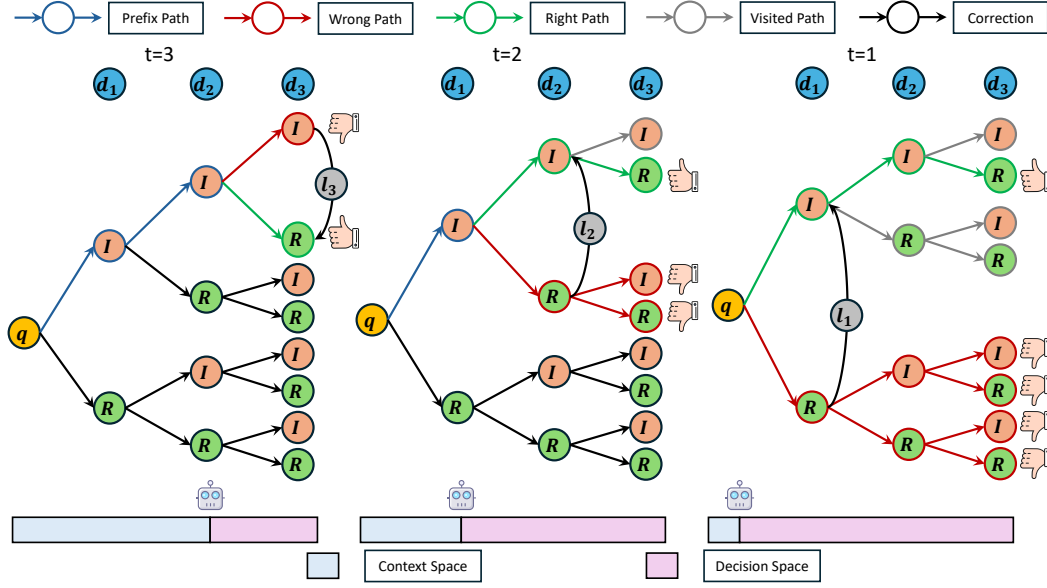 Prefix Path
Wrong Path
Right Path
Visited Path
Correction
t=3
d1 d2 d3
I
I
l3
R
I
I
R
R
q
I
I
R
R
I
R
R
t=2
d1 d2 d3
I
I
R
I
l2
I
R
R
q
I
I
R
R
I
R
R
t=1
d1 d2 d3
I
I
R
I
I
R
R
q
l1
I
I
R
R
I
R
R
Context Space
Decision Space